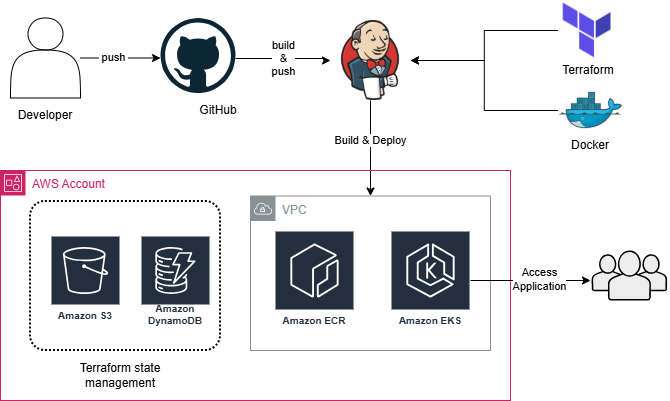 push
build
&
push
Developer
GitHub
Terraform
Docker
Build & Deploy
AWS Account
VPC
Amazon S3
Amazon
DynamoDB
Amazon ECR
K
Amazon EKS
Access
Application
Terraform state
management